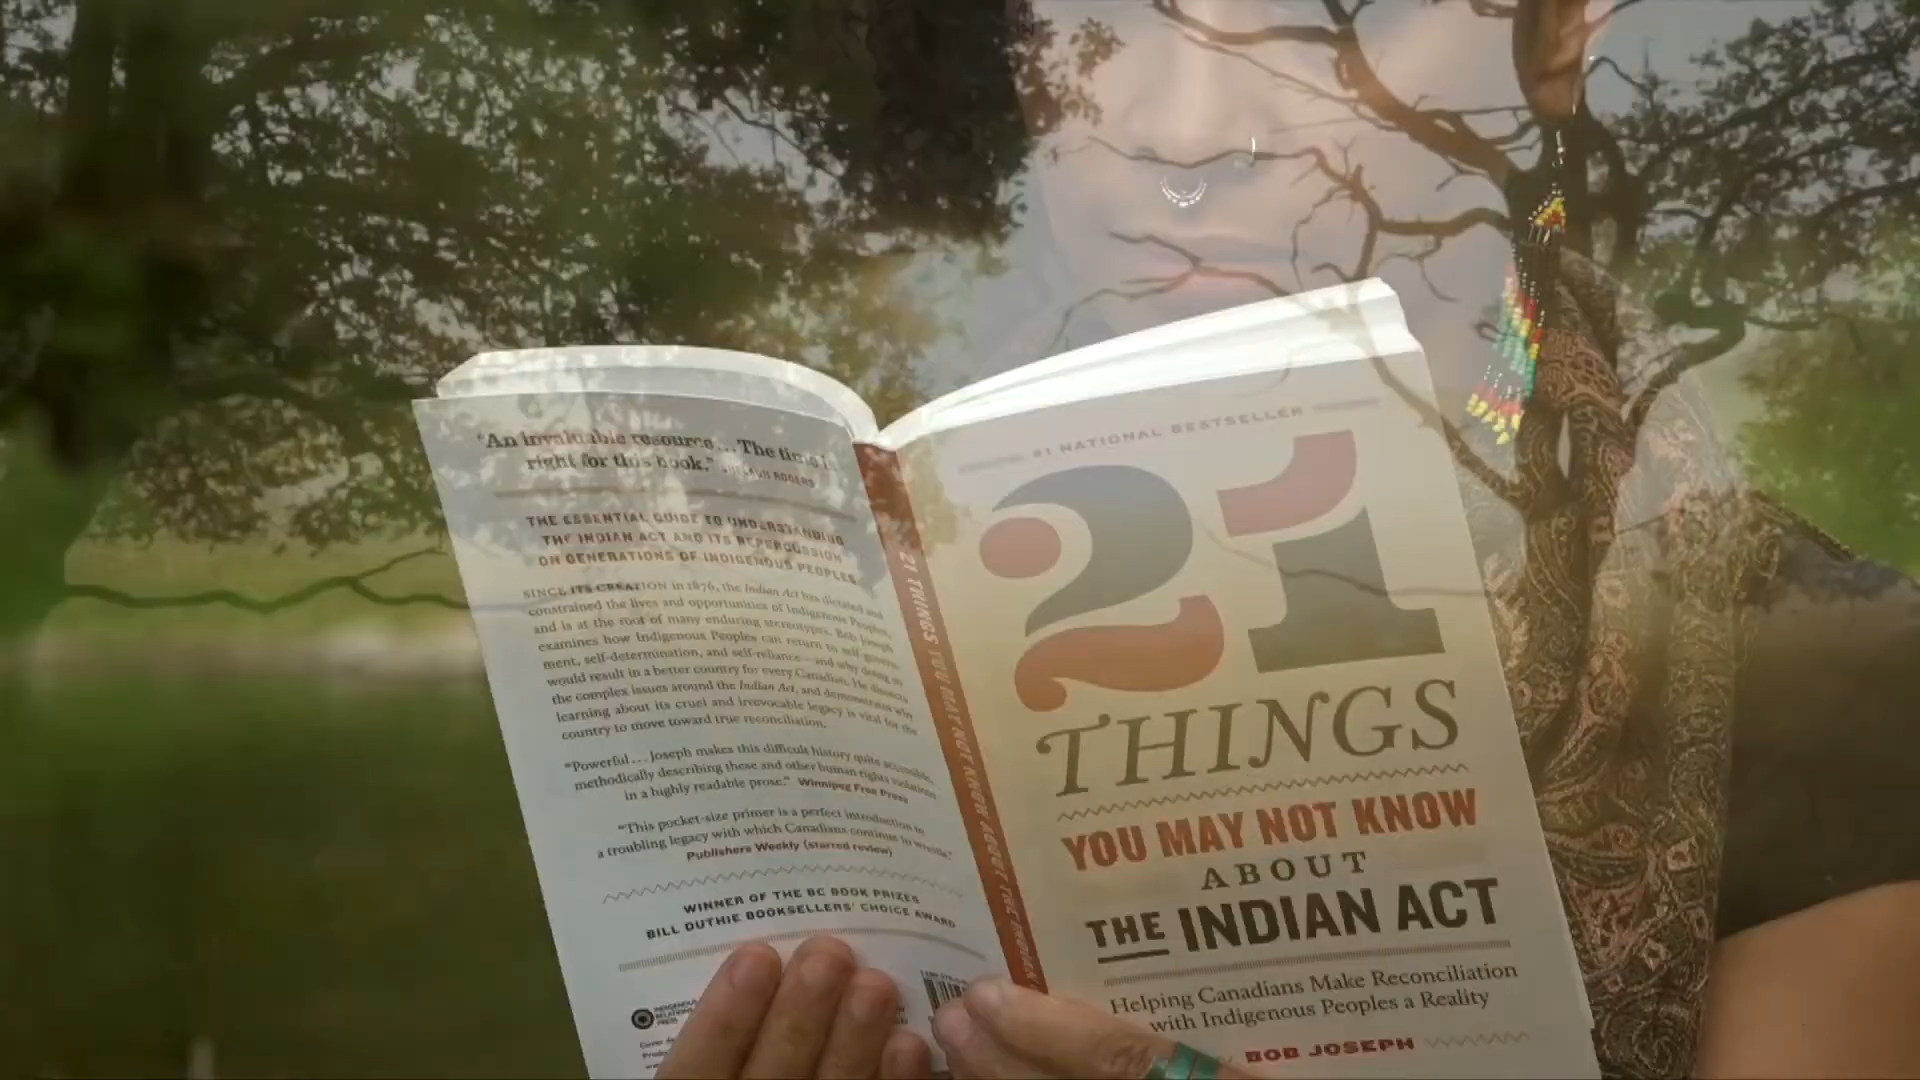 "An invaluable resource... The time is
right for this book." SHELAGH ROGERS
THE ESSENTIAL GUIDE TO UNDERSTANDING
THE INDIAN ACT AND ITS REPERCUSSION
ON GENERATIONS OF INDIGENOUS PEOPLES
SINCE ITS CREATION in 1876, the Indian Act has dictated and
constrained the lives and opportunities of Indigenous Peoples,
and is at the root of many enduring stereotypes. Bob Joseph
examines how Indigenous Peoples can return to self-govern-
ment, self-determination, and self-reliance—and why doing so
would result in a better country for every Canadian. He dissects
the complex issues around the Indian Act, and demonstrates why
learning about its cruel and irrevocable legacy is vital for the
country to move toward true reconciliation.
"Powerful... Joseph makes this difficult history quite accessible,
methodically describing these and other human rights violations
in a highly readable prose." Winnipeg Free Press
"This pocket-size primer is a perfect introduction to
a troubling legacy with which Canadians continue to wrestle."
Publishers Weekly (starred review)
WINNER OF THE BC BOOK PRIZES
BILL DUTHIE BOOKSELLERS' CHOICE AWARD
INDIGENOUS
RELATIONS
PRESS
21 THINGS YOU MAY NOT KNOW ABOUT THE INDIAN
#1 NATIONAL BESTSELLER
21
THINGS
YOU MAY NOT KNOW
ABOUT
THE INDIAN ACT
Helping Canadians Make Reconciliation
with Indigenous Peoples a Reality
BOB JOSEPH